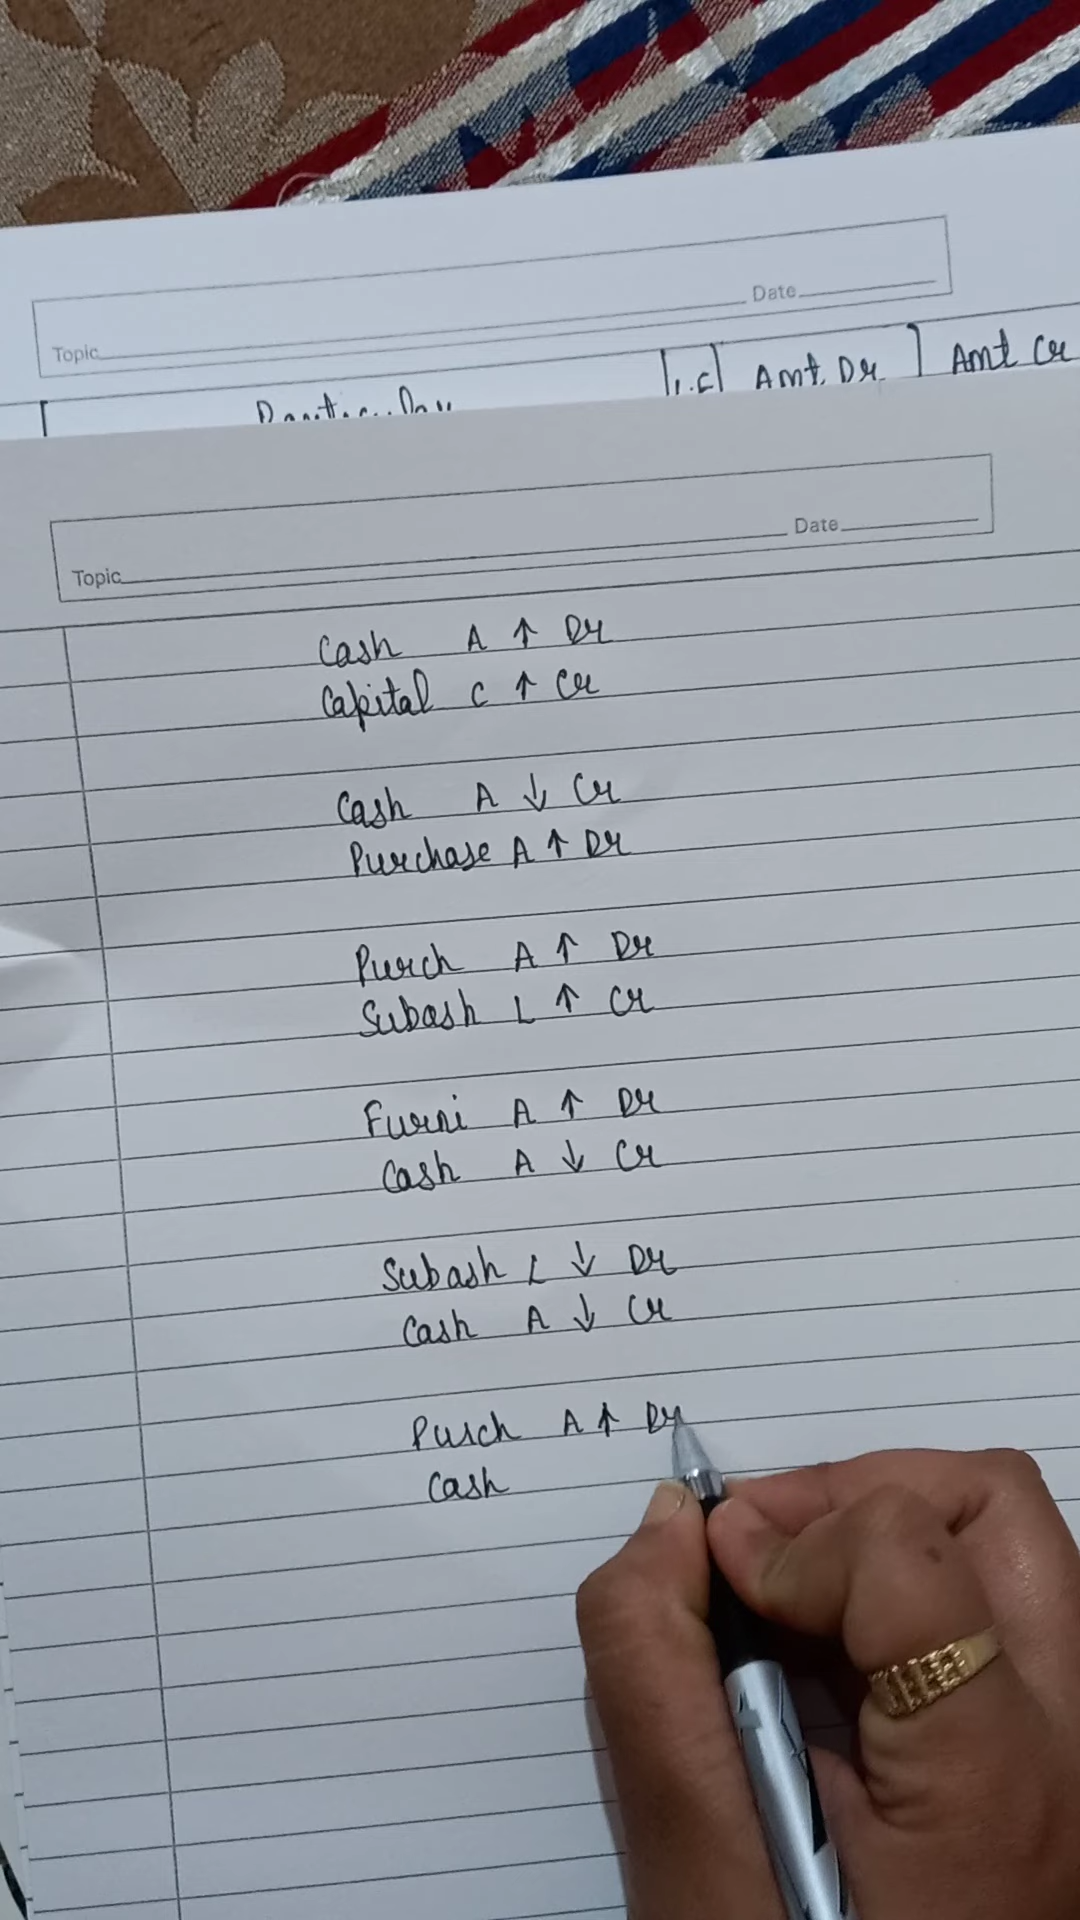 Topic Date
L.C Amt. Dr Amt Cr
Topic Date
Cash A ↑ Dr
Capital C ↑ Cr
Cash A ↓ Cr
Purchase A ↑ Dr
Purch A ↑ Dr
Subash L ↑ Cr
Furni A ↑ Dr
Cash A ↓ Cr
Subash L ↓ Dr
Cash A ↓ Cr
Purch A ↑ Dr
Cash